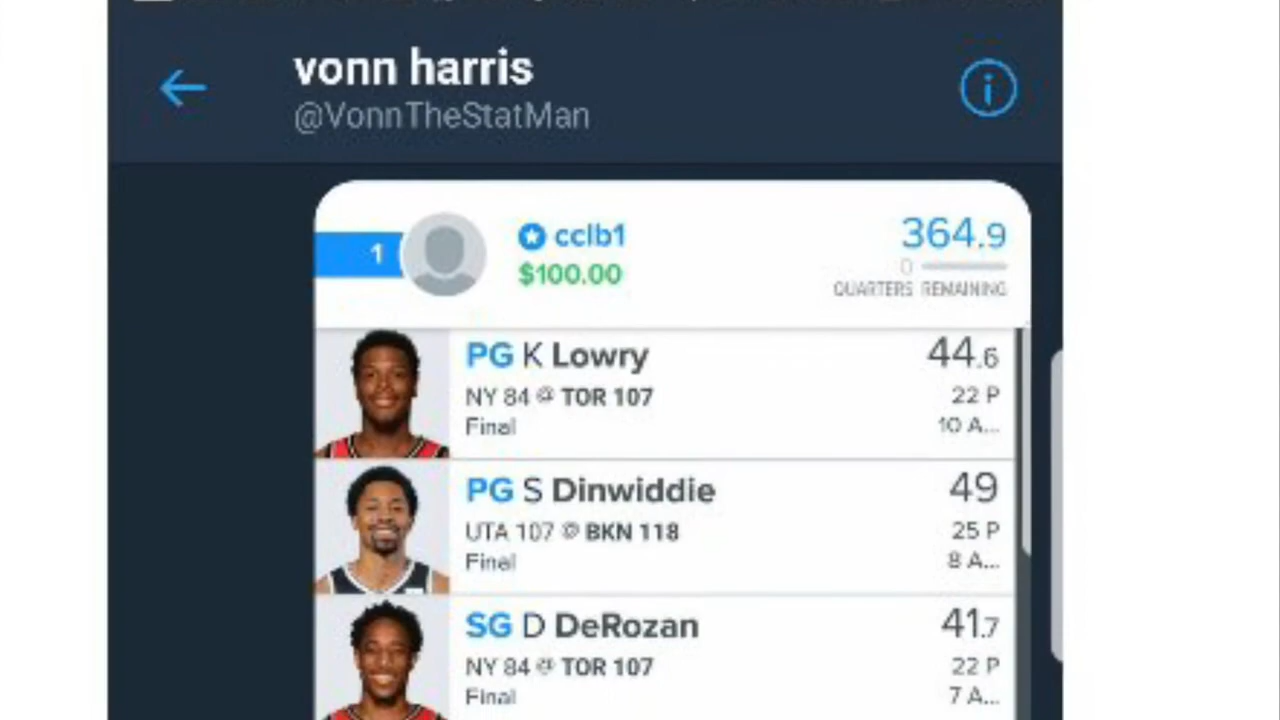 vonn harris
@VonnTheStatMan
1
cclb1
364.9
$100.00
0
QUARTERS REMAINING
PG K Lowry
44.6
NY 84 @ TOR 107
22 P
Final
10 A...
PG S Dinwiddie
49
UTA 107 @ BKN 118
25 P
Final
8 A...
SG D DeRozan
41.7
NY 84 @ TOR 107
22 P
Final
7 A...